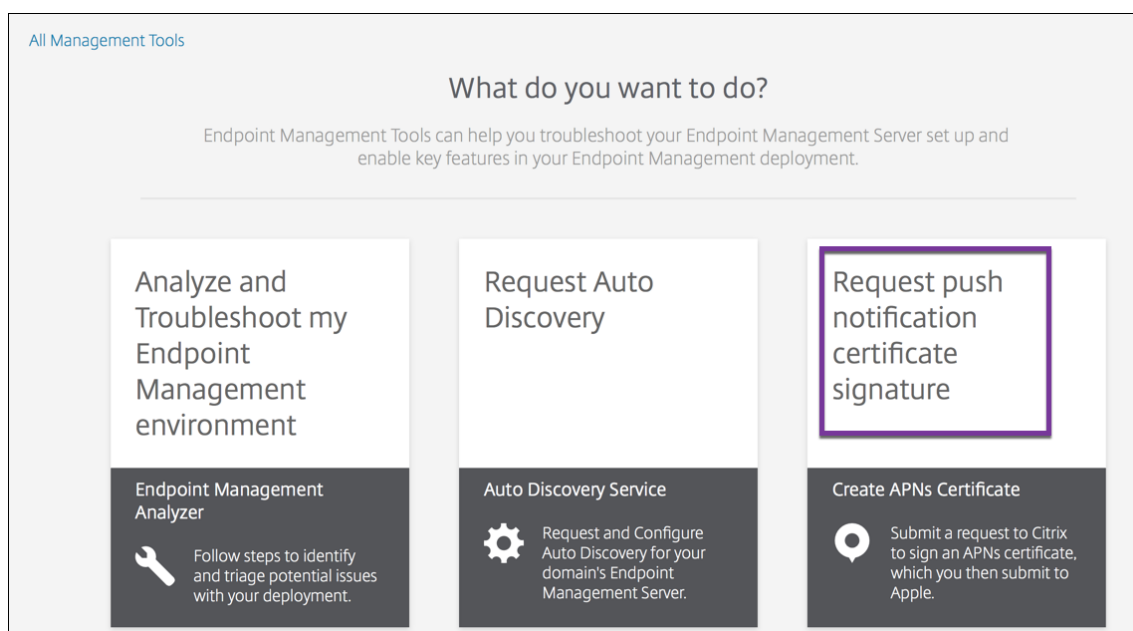 All Management Tools
What do you want to do?
Endpoint Management Tools can help you troubleshoot your Endpoint Management Server set up and
enable key features in your Endpoint Management deployment.
Analyze and
Troubleshoot my
Endpoint
Management
environment
Endpoint Management
Analyzer
Follow steps to identify
and triage potential issues
with your deployment.
Request Auto
Discovery
Auto Discovery Service
Request and Configure
Auto Discovery for your
domain's Endpoint
Management Server.
Request push
notification
certificate
signature
Create APNs Certificate
Submit a request to Citrix
to sign an APNs certificate,
which you then submit to
Apple.